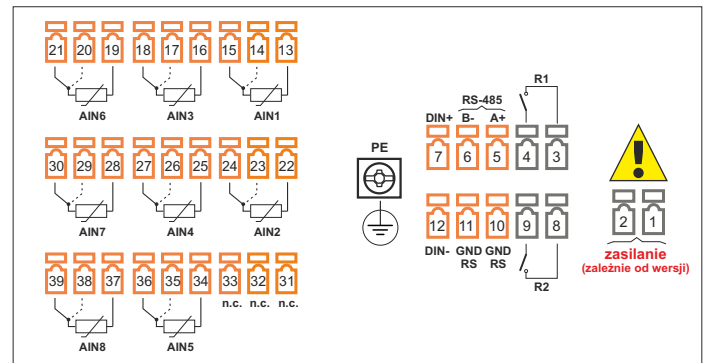 21 20 19 18 17 16 15 14 13
AIN6 AIN3 AIN1
30 29 28 27 26 25 24 23 22
AIN7 AIN4 AIN2
39 38 37 36 35 34 33 32 31
n.c. n.c. n.c.
AIN8 AIN5
PE
R1
RS-485
DIN+ B- A+
7 6 5 4 3
12 11 10 9 8
DIN- GND RS GND RS
R2
!
2 1
zasilanie
(zależnie od wersji)